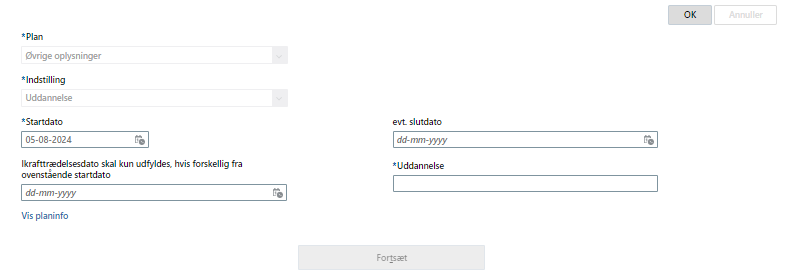 OK
Annuller
*Plan
Øvrige oplysninger
*Indstilling
Uddannelse
*Startdato
evt. slutdato
05-08-2024
dd-mm-yyyy
Ikrafttrædelsesdato skal kun udfyldes, hvis forskellig fra
ovenstående startdato
*Uddannelse
dd-mm-yyyy
Vis planinfo
Fortsæt